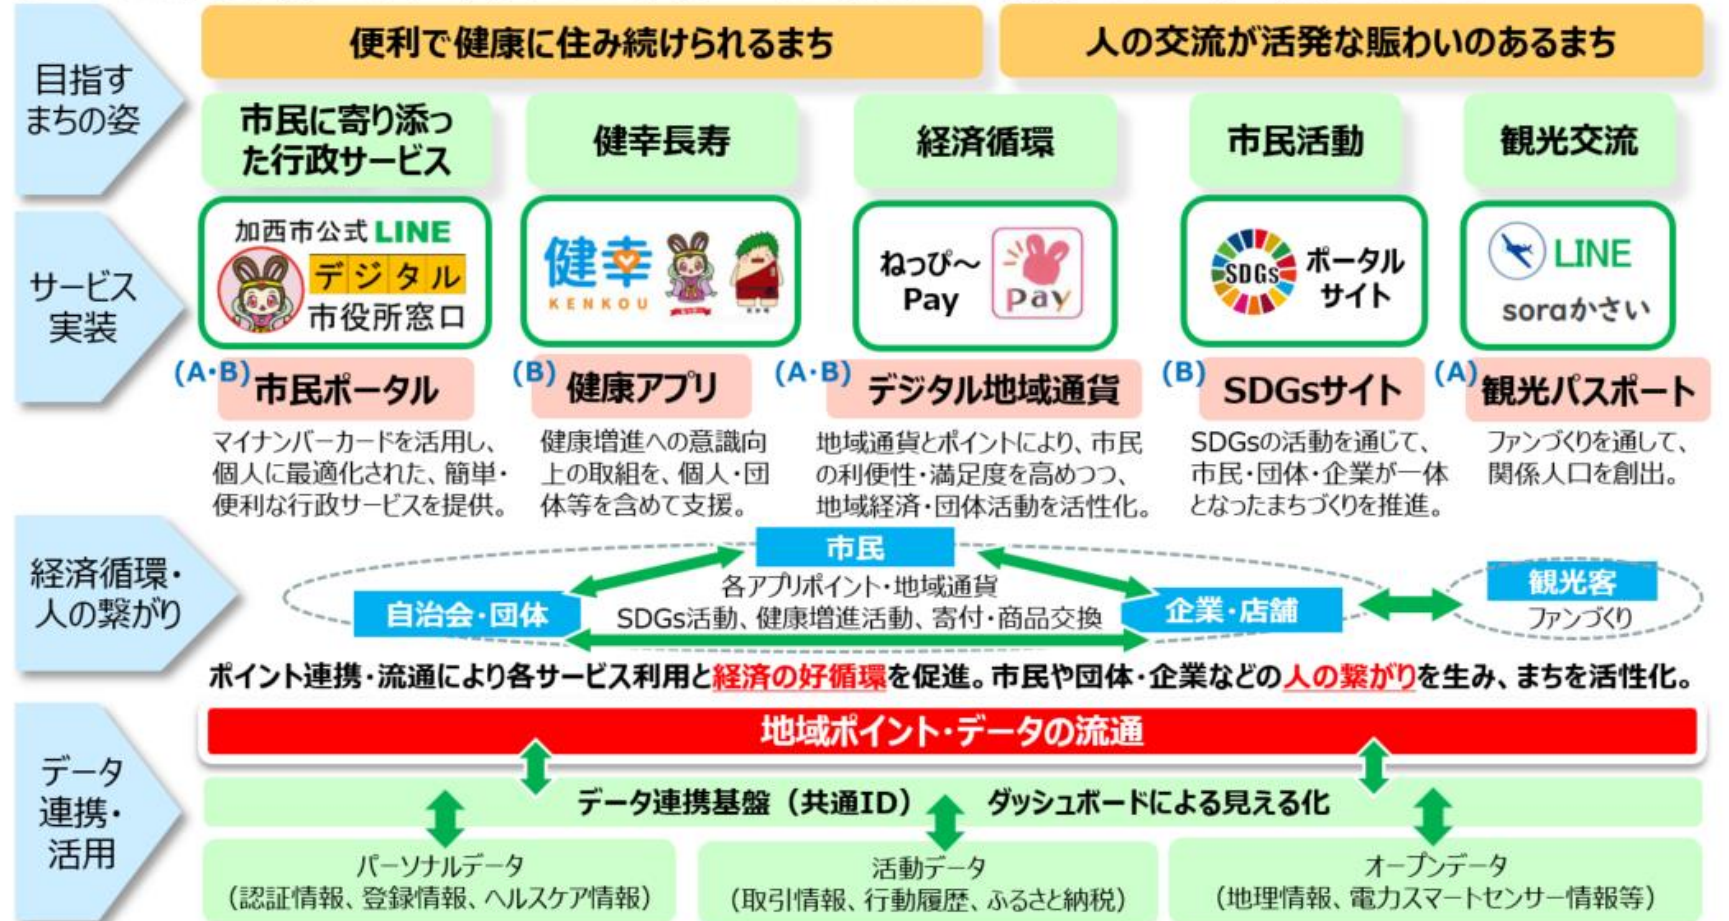 便利で健康に住み続けられるまち
人の交流が活発な賑わいのあるまち
目指す
まちの姿
市民に寄り添っ
た行政サービス
健幸長寿
経済循環
市民活動
観光交流
サービス
実装
加西市公式 LINE
デジタル
市役所窓口
健幸
KENKOU
ねっぴ～
Pay
pay
SDGs
ポータル
サイト
LINE
soraかさい
(A・B)
市民ポータル
(B)
健康アプリ
(A・B)
デジタル地域通貨
(B)
SDGsサイト
(A)
観光パスポート
マイナンバーカードを活用し、
個人に最適化された、簡単・
便利な行政サービスを提供。
健康増進への意識向
上の取組を、個人・団
体等を含めて支援。
地域通貨とポイントにより、市民
の利便性・満足度を高めつつ、
地域経済・団体活動を活性化。
SDGsの活動を通じて、
市民・団体・企業が一体
となったまちづくりを推進。
ファンづくりを通して、
関係人口を創出。
経済循環・
人の繋がり
市民
各アプリポイント・地域通貨
自治会・団体
SDGs活動、健康増進活動、寄付・商品交換
企業・店舗
観光客
ファンづくり
ポイント連携・流通により各サービス利用と経済の好循環を促進。市民や団体・企業などの人の繋がりを生み、まちを活性化。
データ
連携・
活用
地域ポイント・データの流通
データ連携基盤（共通ID） ダッシュボードによる見える化
パーソナルデータ
（認証情報、登録情報、ヘルスケア情報）
活動データ
（取引情報、行動履歴、ふるさと納税）
オープンデータ
（地理情報、電力スマートセンサー情報等）